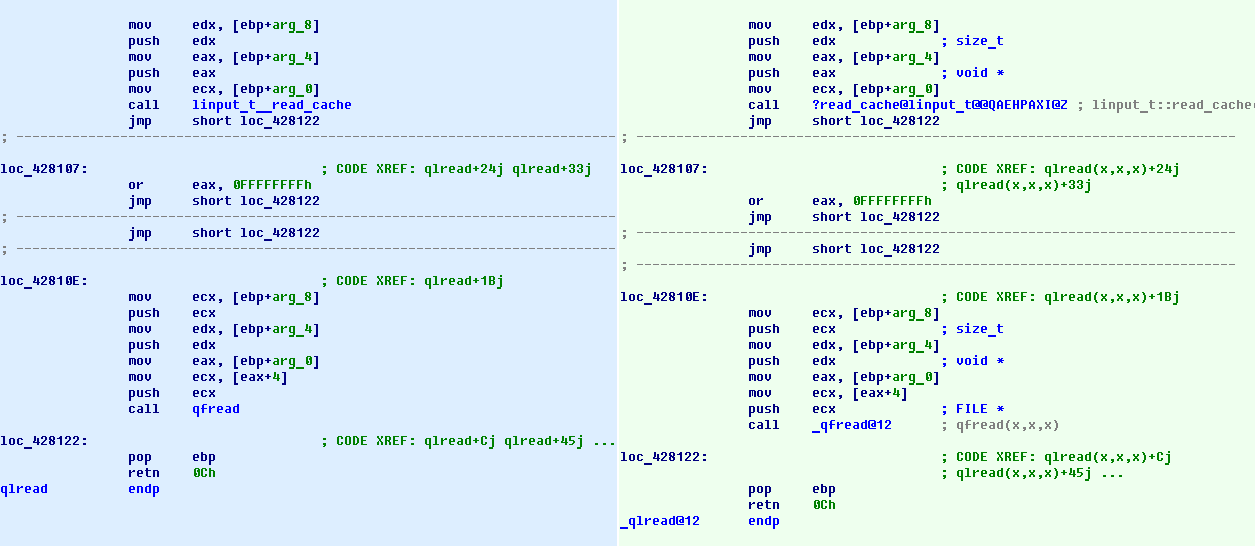 mov edx, [ebp+arg_8]
push edx
mov eax, [ebp+arg_4]
push eax
mov ecx, [ebp+arg_0]
call linput_t__read_cache
jmp short loc_428122
; ---------------------------------------------------------------------------
loc_428107: ; CODE XREF: qlread+24j qlread+33j
or eax, 0FFFFFFFFh
jmp short loc_428122
; ---------------------------------------------------------------------------
jmp short loc_428122
; ---------------------------------------------------------------------------
loc_42810E: ; CODE XREF: qlread+1Bj
mov ecx, [ebp+arg_8]
push ecx
mov edx, [ebp+arg_4]
push edx
mov eax, [ebp+arg_0]
mov ecx, [eax+4]
push ecx
call qfread
loc_428122: ; CODE XREF: qlread+Cj qlread+45j ...
pop ebp
retn 0Ch
qlread endp
mov edx, [ebp+arg_8]
push edx ; size_t
mov eax, [ebp+arg_4]
push eax ; void *
mov ecx, [ebp+arg_0]
call ?read_cache@linput_t@@QAEHPAXI@Z ; linput_t::read_cache(
jmp short loc_428122
; ---------------------------------------------------------------------------
loc_428107: ; CODE XREF: qlread(x,x,x)+24j
; qlread(x,x,x)+33j
or eax, 0FFFFFFFFh
jmp short loc_428122
; ---------------------------------------------------------------------------
jmp short loc_428122
; ---------------------------------------------------------------------------
loc_42810E: ; CODE XREF: qlread(x,x,x)+1Bj
mov ecx, [ebp+arg_8]
push ecx ; size_t
mov edx, [ebp+arg_4]
push edx ; void *
mov eax, [ebp+arg_0]
mov ecx, [eax+4]
push ecx ; FILE *
call _qfread@12 ; qfread(x,x,x)
loc_428122: ; CODE XREF: qlread(x,x,x)+Cj
; qlread(x,x,x)+45j ...
pop ebp
retn 0Ch
_qlread@12 endp